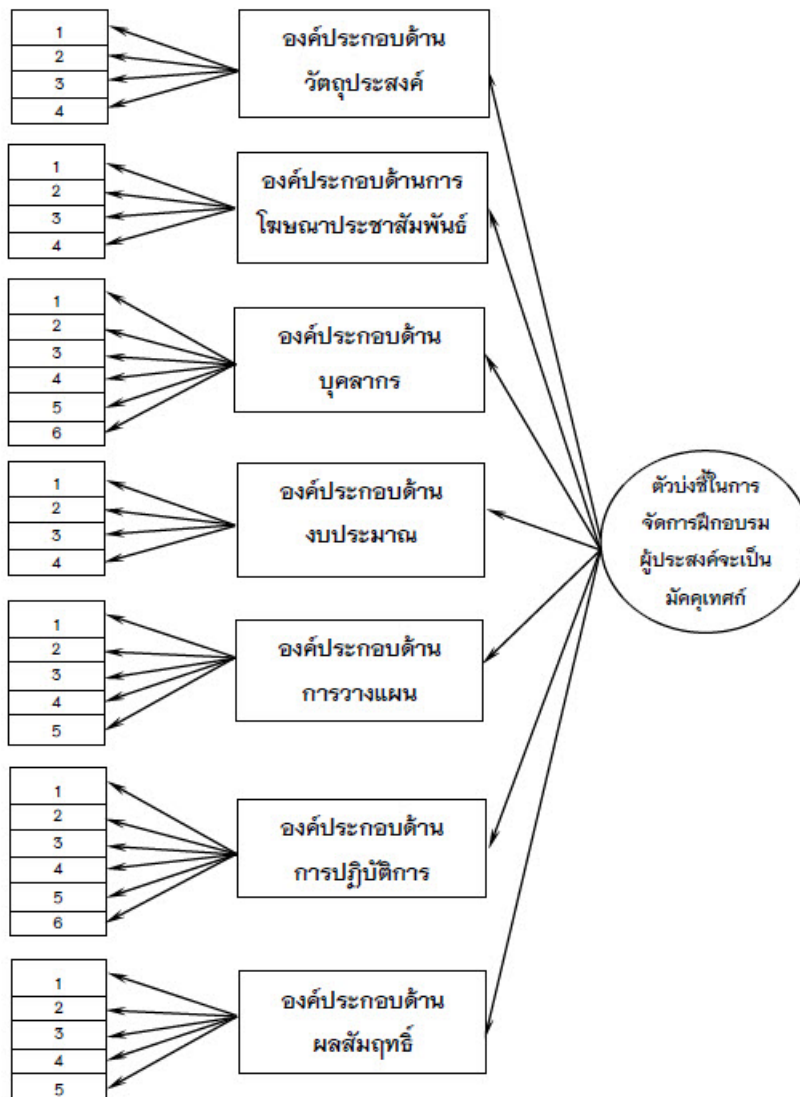 1
2
3
4
องค์ประกอบด้าน
วัตถุประสงค์
1
2
3
4
องค์ประกอบด้านการ
โฆษณาประชาสัมพันธ์
1
2
3
4
5
6
องค์ประกอบด้าน
บุคลากร
1
2
3
4
องค์ประกอบด้าน
งบประมาณ
ตัวบ่งชี้ในการ
จัดการฝึกอบรม
ผู้ประสงค์จะเป็น
มัคคุเทศก์
1
2
3
4
5
องค์ประกอบด้าน
การวางแผน
1
2
3
4
5
6
องค์ประกอบด้าน
การปฏิบัติการ
1
2
3
4
5
องค์ประกอบด้าน
ผลสัมฤทธิ์